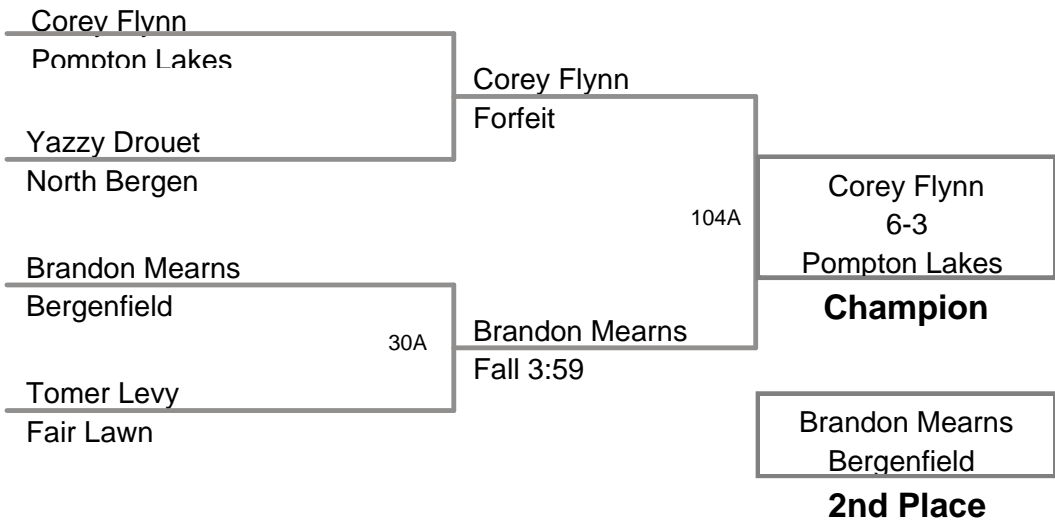 Corey Flynn
Pompton Lakes
Corey Flynn
Forfeit
Yazzy Drouet
North Bergen
Corey Flynn
6-3
Pompton Lakes
Champion
104A
Brandon Mearns
Bergenfield
30A
Brandon Mearns
Fall 3:59
Tomer Levy
Fair Lawn
Brandon Mearns
Bergenfield
2nd Place